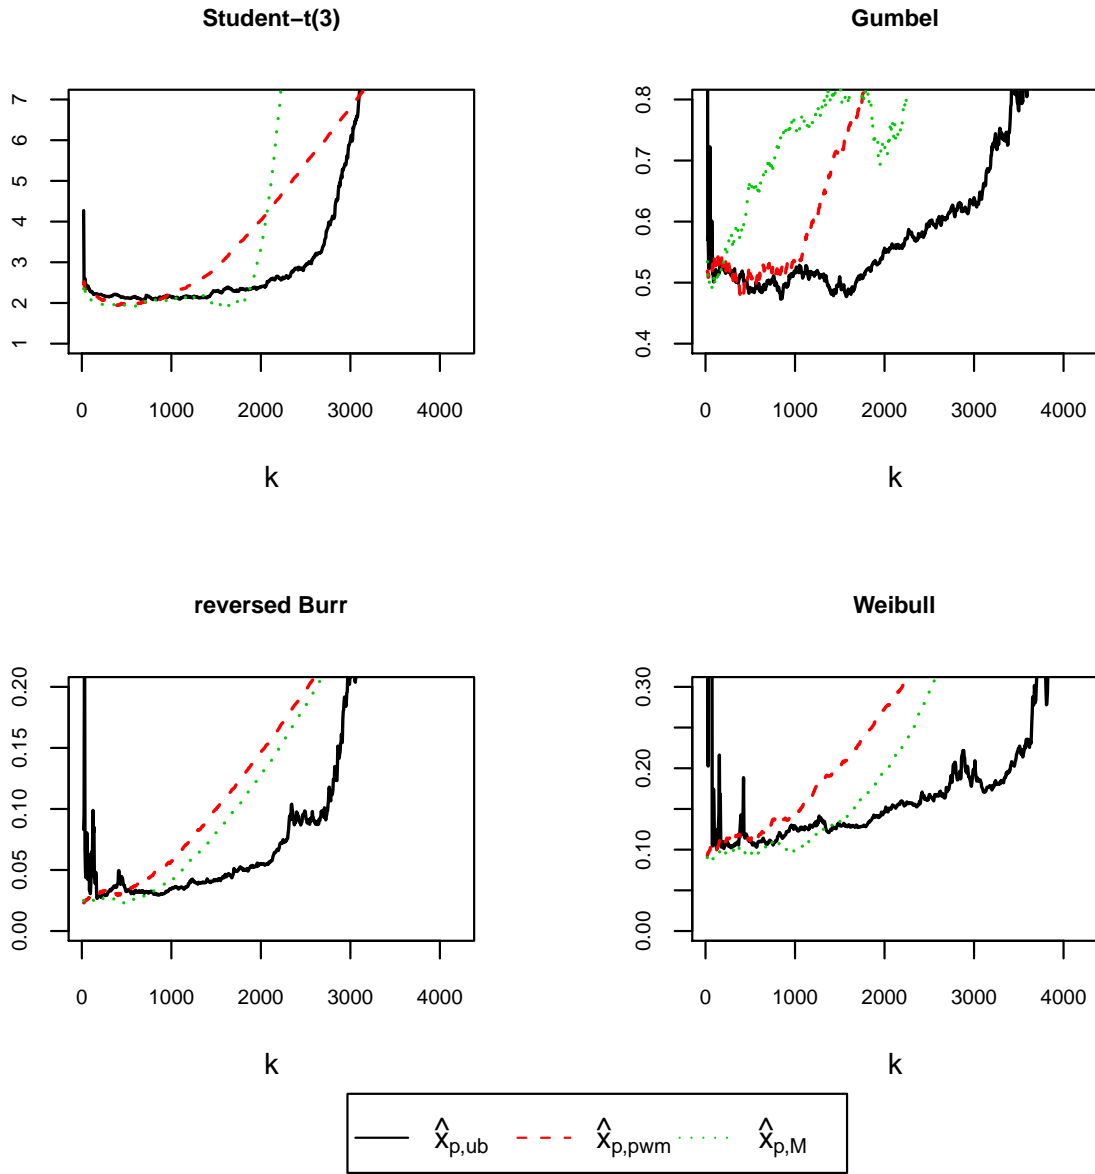 Student−t(3)
1 2 3 4 5 6 7
0 1000 2000 3000 4000
k
Gumbel
0.4 0.5 0.6 0.7 0.8
0 1000 2000 3000 4000
k
reversed Burr
0.00 0.05 0.10 0.15 0.20
0 1000 2000 3000 4000
k
Weibull
0.00 0.10 0.20 0.30
0 1000 2000 3000 4000
k
x̂p,ub x̂p,pwm x̂p,M